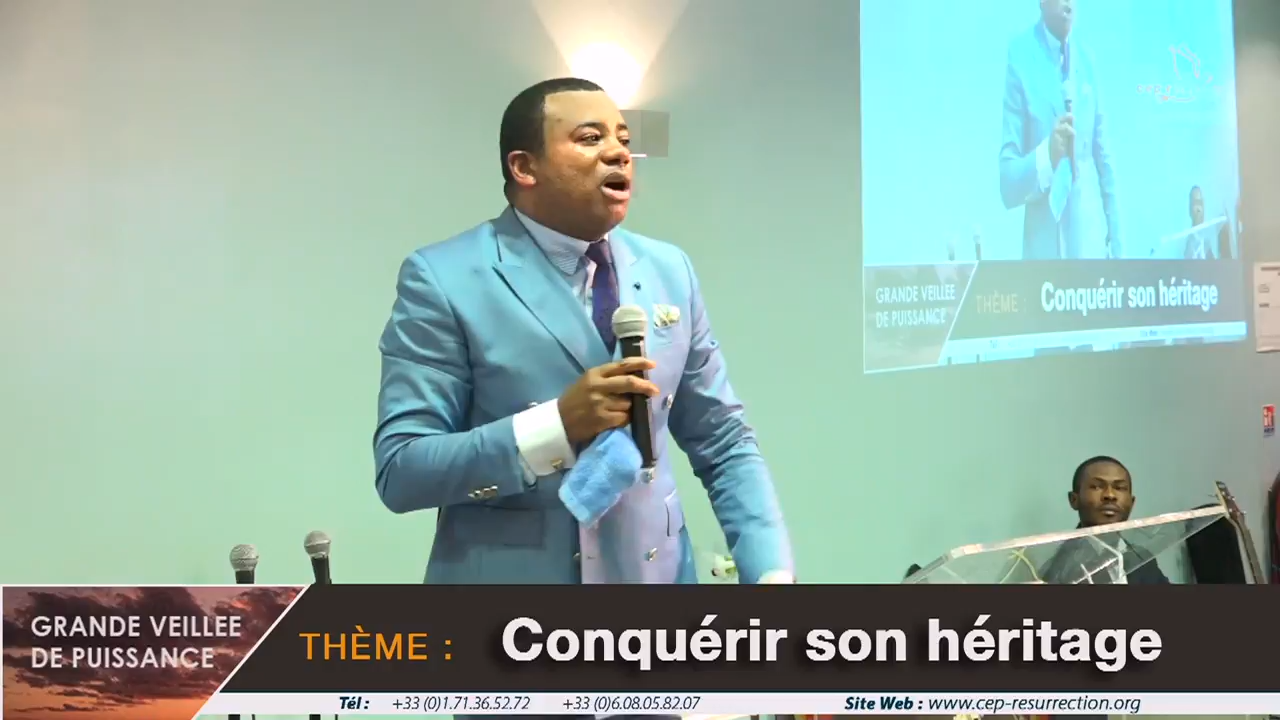 GRANDE VEILLEE
DE PUISSANCE
THÈME :
Conquérir son héritage
GRANDE VEILLEE
DE PUISSANCE
THÈME : Conquérir son héritage
Tél : +33 (0)1.71.36.52.72 +33 (0)6.08.05.82.07 Site Web : www.cep-resurrection.org